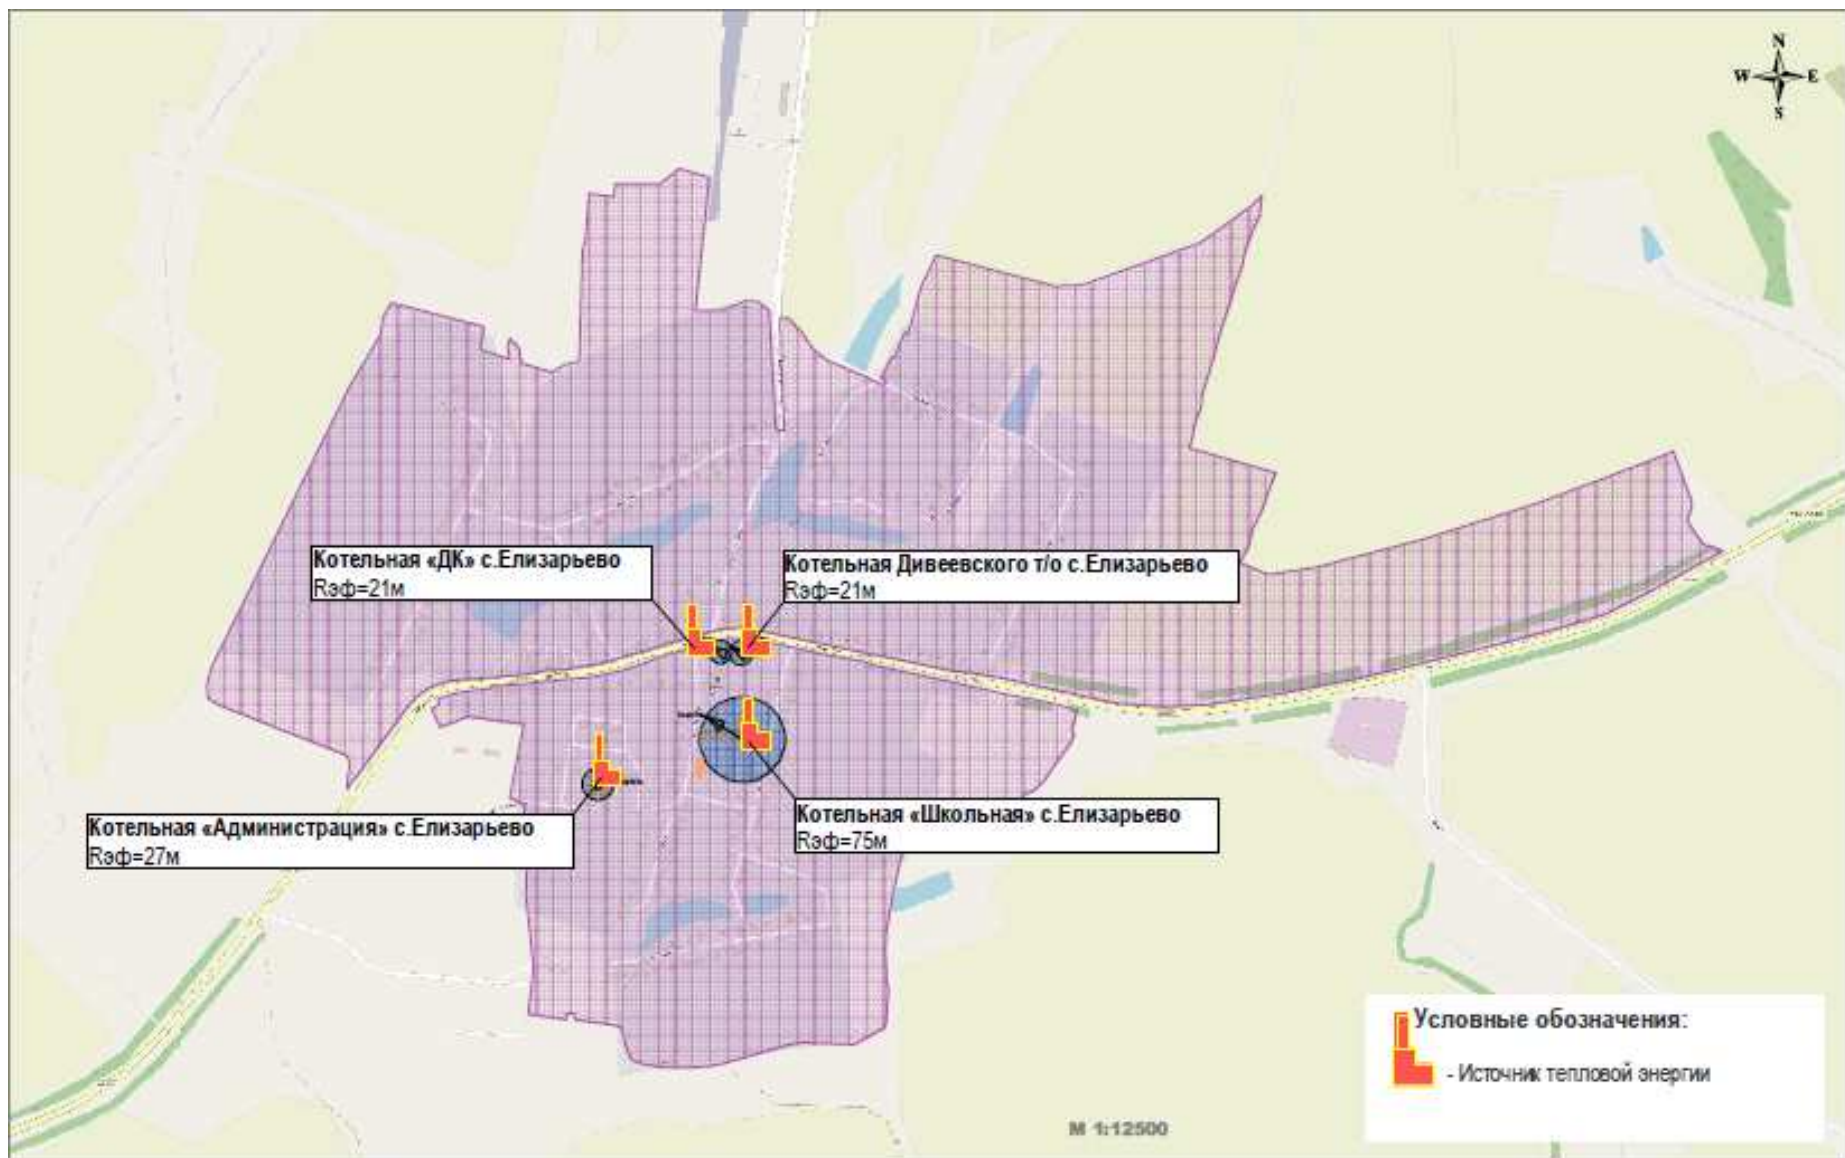 N
W E
S
Котельная «ДК» с.Елизарьево
Rэф=21м
Котельная Дивеевского т/о с.Елизарьево
Rэф=21м
Котельная «Администрация» с.Елизарьево
Rэф=27м
Котельная «Школьная» с.Елизарьево
Rэф=75м
Условные обозначения:
- Источник тепловой энергии
М 1:12500